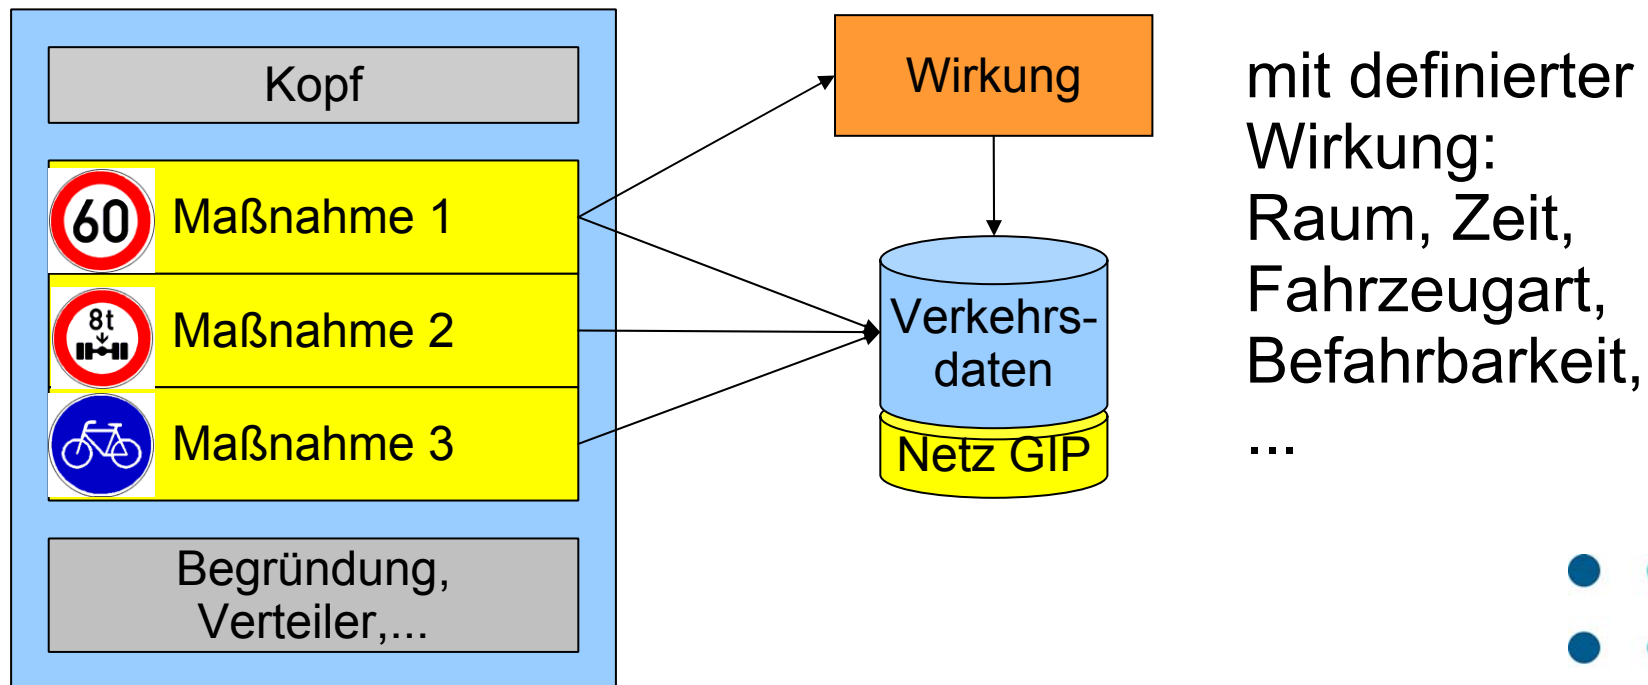 Kopf
60
Maßnahme 1
8t
Maßnahme 2
Maßnahme 3
Begründung,
Verteiler,...
Wirkung
Verkehrs-
daten
Netz GIP
mit definierter
Wirkung:
Raum, Zeit,
Fahrzeugart,
Befahrbarkeit,
...